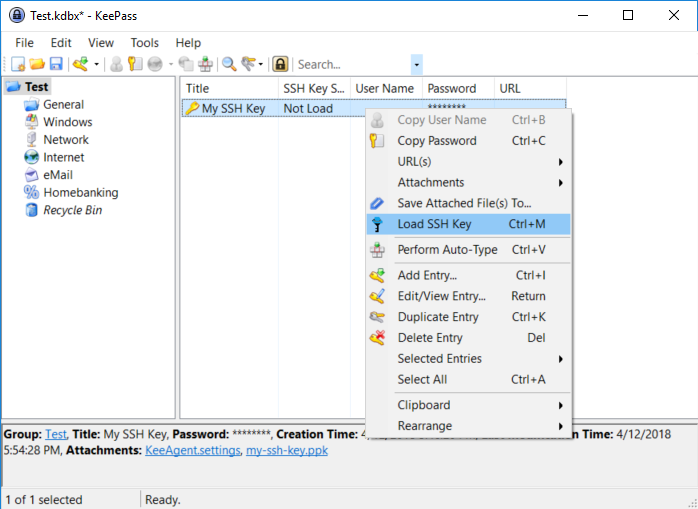 Test.kdbx* - KeePass
File Edit View Tools Help
Search...
Test
General
Windows
Network
Internet
eMail
Homebanking
Recycle Bin
Title SSH Key S... User Name Password URL
My SSH Key Not Load ********
Copy User Name Ctrl+B
Copy Password Ctrl+C
URL(s)
Attachments
Save Attached File(s) To...
Load SSH Key Ctrl+M
Perform Auto-Type Ctrl+V
Add Entry... Ctrl+I
Edit/View Entry... Return
Duplicate Entry Ctrl+K
Delete Entry Del
Selected Entries
Select All Ctrl+A
Clipboard
Rearrange
Group: Test, Title: My SSH Key, Password: ********, Creation Time: Time: 4/12/2018
5:54:28 PM, Attachments: KeeAgent.settings, my-ssh-key.ppk
1 of 1 selected Ready.